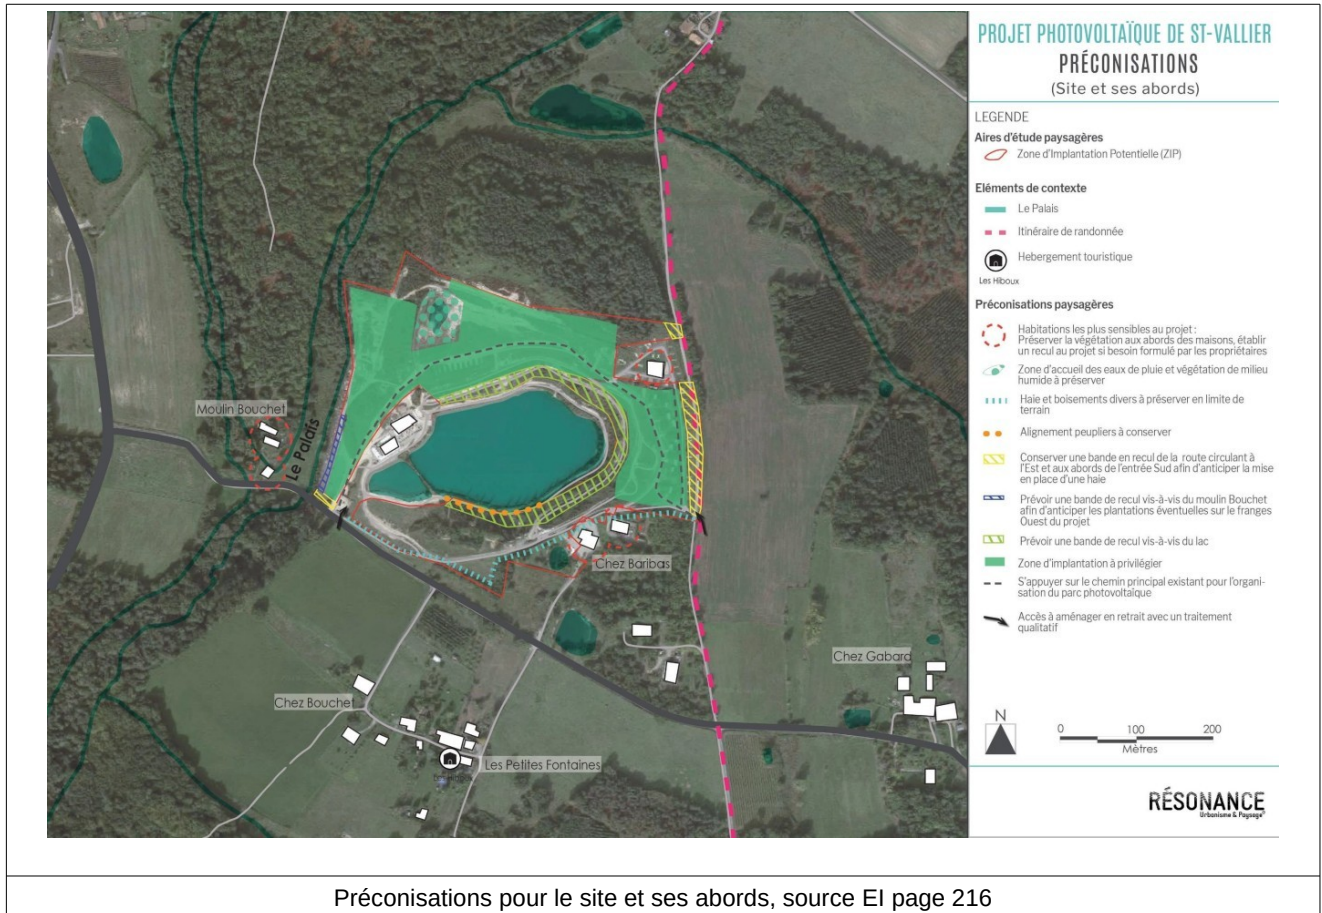 PROJET PHOTOVOLTAÏQUE DE ST-VALLIER
PRÉCONISATIONS
(Site et ses abords)
LEGENDE
Aires d'étude paysagères
Zone d'Implantation Potentielle (ZIP)
Eléments de contexte
Le Palais
Itinéraire de randonnée
Hebergement touristique
Les Hiboux
Préconisations paysagères
Habitations les plus sensibles au projet :
Préserver la végétation aux abords des maisons, établir
un recul au projet si besoin formulé par les propriétaires
Zone d'accueil des eaux de pluie et végétation de milieu
humide à préserver
Haie et boisements divers à préserver en limite de
terrain
Alignement peupliers à conserver
Conserver une bande en recul de la route circulant à
l'Est et aux abords de l'entrée Sud afin d'anticiper la mise
en place d'une haie
Prévoir une bande de recul vis-à-vis du moulin Bouchet
afin d'anticiper les plantations éventuelles sur le franges
Ouest du projet
Prévoir une bande de recul vis-à-vis du lac
Zone d'implantation à privilégier
S'appuyer sur le chemin principal existant pour l'organi-
sation du parc photovoltaïque
Accès à aménager en retrait avec un traitement
qualitatif
N
0 100 200
Mètres
RÉSONANCE
Urbanisme & Paysage
Moulin Bouchet
Le Palais
Chez Baribas
Chez Gabard
Chez Bouchet
Les Petites Fontaines
Préconisations pour le site et ses abords, source EI page 216